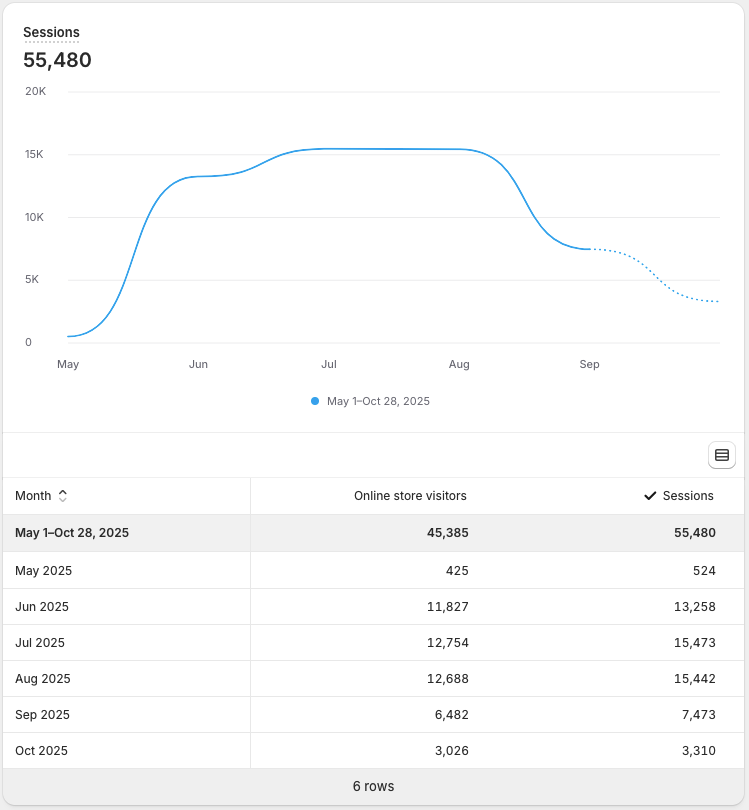 Sessions
55,480
20K
15K
10K
5K
0
May Jun Jul Aug Sep
May 1–Oct 28, 2025
Month Online store visitors Sessions
May 1–Oct 28, 2025 45,385 55,480
May 2025 425 524
Jun 2025 11,827 13,258
Jul 2025 12,754 15,473
Aug 2025 12,688 15,442
Sep 2025 6,482 7,473
Oct 2025 3,026 3,310
6 rows